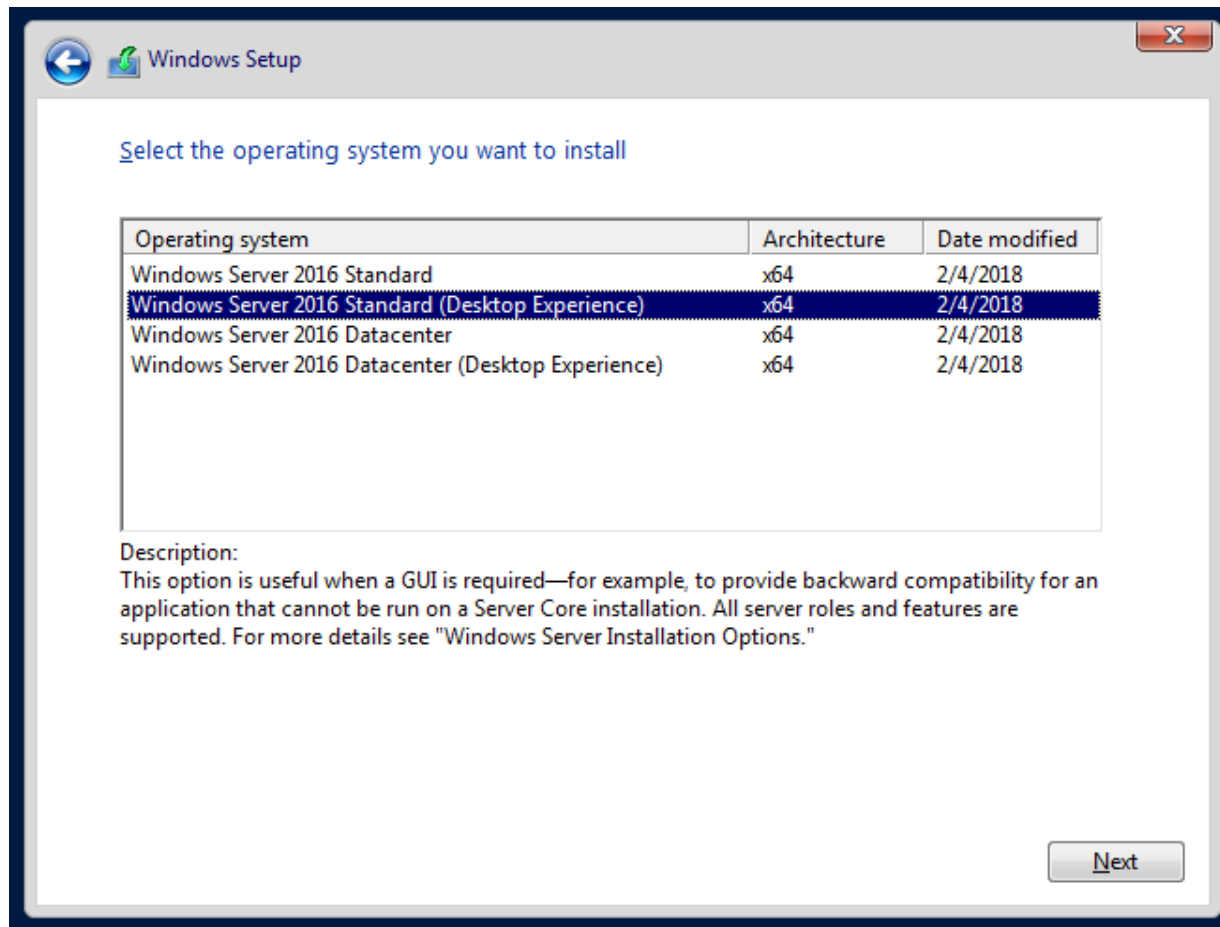 Windows Setup
Select the operating system you want to install
Operating system Architecture Date modified
Windows Server 2016 Standard x64 2/4/2018
Windows Server 2016 Standard (Desktop Experience) x64 2/4/2018
Windows Server 2016 Datacenter x64 2/4/2018
Windows Server 2016 Datacenter (Desktop Experience) x64 2/4/2018
Description:
This option is useful when a GUI is required—for example, to provide backward compatibility for an
application that cannot be run on a Server Core installation. All server roles and features are
supported. For more details see "Windows Server Installation Options."
Next